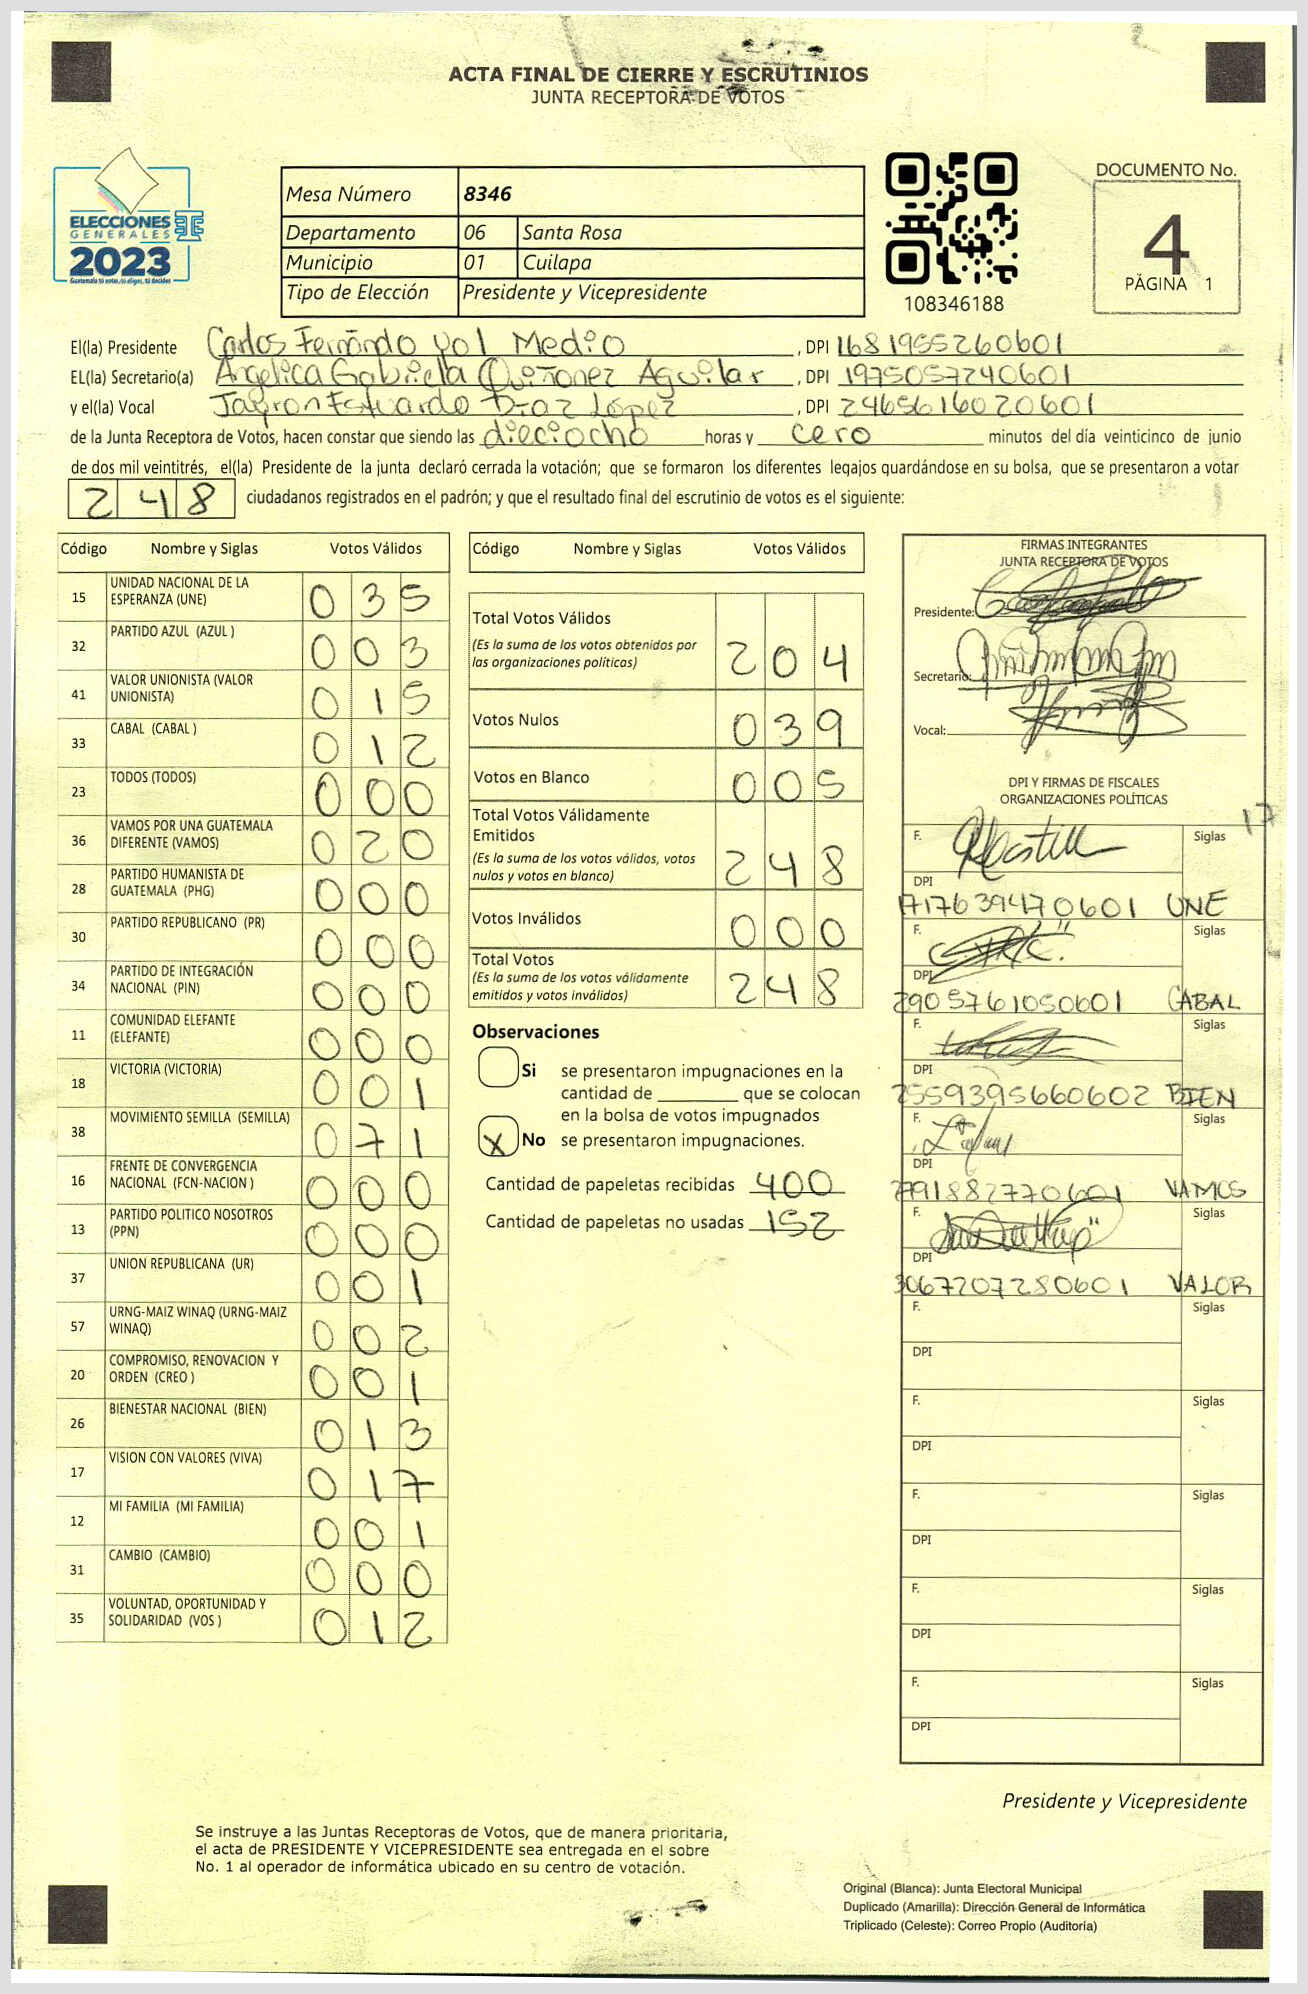 ACTA FINAL DE CIERRE Y ESCRUTINIOS
JUNTA RECEPTORA DE VOTOS
ELECCIONES
GENERALES
2023
Guatemala tú votas, tú eliges, tú decides
Mesa Número 8346
Departamento 06 Santa Rosa
Municipio 01 Cuilapa
Tipo de Elección Presidente y Vicepresidente
108346188
DOCUMENTO No.
4
PÁGINA 1
El(la) Presidente Carlos Fernando yol Medio, DPI 1681955260601
EL(la) Secretario(a) Angelica Gabriela Quiñonez Aguilar, DPI 1975057240601
y el(la) Vocal Jayron Estuardo Diaz López, DPI 2465616020601
de la Junta Receptora de Votos, hacen constar que siendo las dieciocho horas y cero minutos del día veinticinco de junio
de dos mil veintitrés, el(la) Presidente de la junta declaró cerrada la votación; que se formaron los diferentes legajos guardándose en su bolsa, que se presentaron a votar
248 ciudadanos registrados en el padrón; y que el resultado final del escrutinio de votos es el siguiente:
Código Nombre y Siglas Votos Válidos
15 UNIDAD NACIONAL DE LA ESPERANZA (UNE) 035
32 PARTIDO AZUL (AZUL ) 003
41 VALOR UNIONISTA (VALOR UNIONISTA) 015
33 CABAL (CABAL ) 012
23 TODOS (TODOS) 000
36 VAMOS POR UNA GUATEMALA DIFERENTE (VAMOS) 020
28 PARTIDO HUMANISTA DE GUATEMALA (PHG) 000
30 PARTIDO REPUBLICANO (PR) 000
34 PARTIDO DE INTEGRACIÓN NACIONAL (PIN) 000
11 COMUNIDAD ELEFANTE (ELEFANTE) 000
18 VICTORIA (VICTORIA) 001
38 MOVIMIENTO SEMILLA (SEMILLA) 071
16 FRENTE DE CONVERGENCIA NACIONAL (FCN-NACION ) 000
13 PARTIDO POLITICO NOSOTROS (PPN) 000
37 UNION REPUBLICANA (UR) 001
57 URNG-MAIZ WINAQ (URNG-MAIZ WINAQ) 002
20 COMPROMISO, RENOVACION Y ORDEN (CREO ) 001
26 BIENESTAR NACIONAL (BIEN) 013
17 VISION CON VALORES (VIVA) 017
12 MI FAMILIA (MI FAMILIA) 001
31 CAMBIO (CAMBIO) 000
35 VOLUNTAD, OPORTUNIDAD Y SOLIDARIDAD (VOS ) 012
Código Nombre y Siglas Votos Válidos
Total Votos Válidos 204
(Es la suma de los votos obtenidos por
las organizaciones políticas)
Votos Nulos 039
Votos en Blanco 005
Total Votos Válidamente
Emitidos 248
(Es la suma de los votos válidos, votos
nulos y votos en blanco)
Votos Inválidos 000
Total Votos 248
(Es la suma de los votos válidamente
emitidos y votos inválidos)
Observaciones
Si se presentaron impugnaciones en la
cantidad de ________ que se colocan
en la bolsa de votos impugnados
X No se presentaron impugnaciones.
Cantidad de papeletas recibidas 400
Cantidad de papeletas no usadas 152
FIRMAS INTEGRANTES
JUNTA RECEPTORA DE VOTOS
Presidente:
Secretario:
Vocal:
DPI Y FIRMAS DE FISCALES
ORGANIZACIONES POLÍTICAS
17
F. Siglas
DPI
1717639470601 UNE
F. Siglas
DPI
2905761050601 CABAL
F. Siglas
DPI
2559395660602 BIEN
F. Siglas
DPI
2791882770601 VAMOS
F. Siglas
DPI
3067207280601 VALOR
F. Siglas
DPI
F. Siglas
DPI
F. Siglas
DPI
F. Siglas
DPI
F. Siglas
DPI
Presidente y Vicepresidente
Se instruye a las Juntas Receptoras de Votos, que de manera prioritaria,
el acta de PRESIDENTE Y VICEPRESIDENTE sea entregada en el sobre
No. 1 al operador de informática ubicado en su centro de votación.
Original (Blanca): Junta Electoral Municipal
Duplicado (Amarilla): Dirección General de Informática
Triplicado (Celeste): Correo Propio (Auditoría)